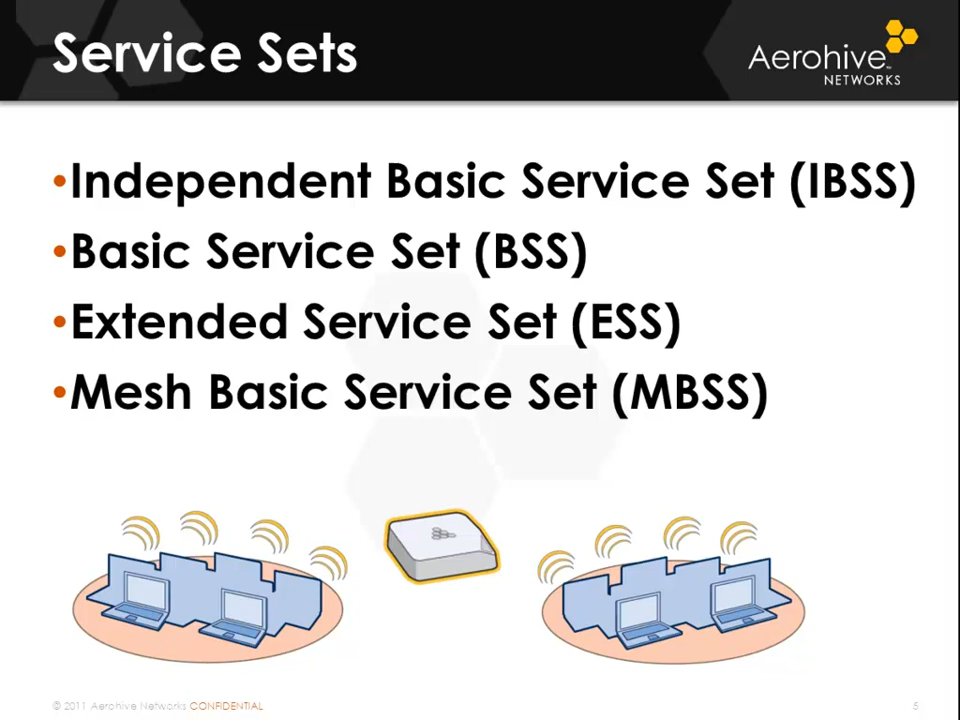 Service Sets
Aerohive™
NETWORKS
•Independent Basic Service Set (IBSS)
•Basic Service Set (BSS)
•Extended Service Set (ESS)
•Mesh Basic Service Set (MBSS)
© 2011 Aerohive Networks CONFIDENTIAL
5